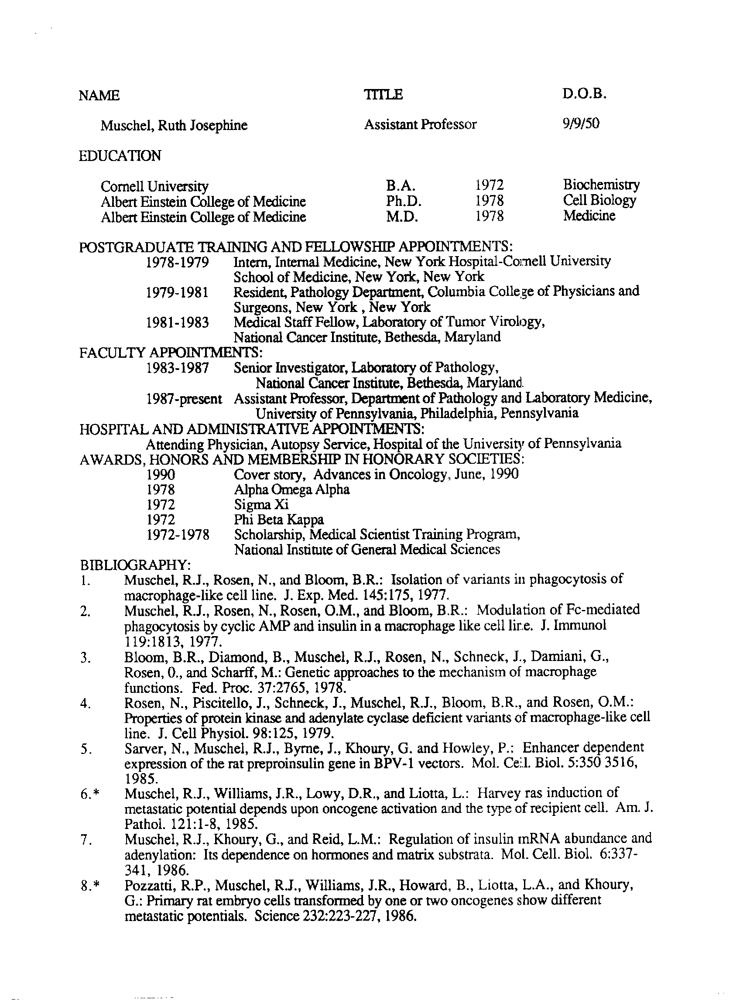 NAME TITLE D.O.B.
Muschel, Ruth Josephine Assistant Professor 9/9/50
EDUCATION
Cornell University B.A. 1972 Biochemistry
Albert Einstein College of Medicine Ph.D. 1978 Cell Biology
Albert Einstein College of Medicine M.D. 1978 Medicine
POSTGRADUATE TRAINING AND FELLOWSHIP APPOINTMENTS:
1978-1979 Intern, Internal Medicine, New York Hospital-Cornell University
School of Medicine, New York, New York
1979-1981 Resident, Pathology Department, Columbia College of Physicians and
Surgeons, New York , New York
1981-1983 Medical Staff Fellow, Laboratory of Tumor Virology,
National Cancer Institute, Bethesda, Maryland
FACULTY APPOINTMENTS:
1983-1987 Senior Investigator, Laboratory of Pathology,
National Cancer Institute, Bethesda, Maryland.
1987-present Assistant Professor, Department of Pathology and Laboratory Medicine,
University of Pennsylvania, Philadelphia, Pennsylvania
HOSPITAL AND ADMINISTRATIVE APPOINTMENTS:
Attending Physician, Autopsy Service, Hospital of the University of Pennsylvania
AWARDS, HONORS AND MEMBERSHIP IN HONORARY SOCIETIES:
1990 Cover story, Advances in Oncology, June, 1990
1978 Alpha Omega Alpha
1972 Sigma Xi
1972 Phi Beta Kappa
1972-1978 Scholarship, Medical Scientist Training Program,
National Institute of General Medical Sciences
BIBLIOGRAPHY:
1. Muschel, R.J., Rosen, N., and Bloom, B.R.: Isolation of variants in phagocytosis of
macrophage-like cell line. J. Exp. Med. 145:175, 1977.
2. Muschel, R.J., Rosen, N., Rosen, O.M., and Bloom, B.R.: Modulation of Fc-mediated
phagocytosis by cyclic AMP and insulin in a macrophage like cell line. J. Immunol
119:1813, 1977.
3. Bloom, B.R., Diamond, B., Muschel, R.J., Rosen, N., Schneck, J., Damiani, G.,
Rosen, 0., and Scharff, M.: Genetic approaches to the mechanism of macrophage
functions. Fed. Proc. 37:2765, 1978.
4. Rosen, N., Piscitello, J., Schneck, J., Muschel, R.J., Bloom, B.R., and Rosen, O.M.:
Properties of protein kinase and adenylate cyclase deficient variants of macrophage-like cell
line. J. Cell Physiol. 98:125, 1979.
5. Sarver, N., Muschel, R.J., Byrne, J., Khoury, G. and Howley, P.: Enhancer dependent
expression of the rat preproinsulin gene in BPV-1 vectors. Mol. Cell. Biol. 5:350 3516,
1985.
6.* Muschel, R.J., Williams, J.R., Lowy, D.R., and Liotta, L.: Harvey ras induction of
metastatic potential depends upon oncogene activation and the type of recipient cell. Am. J.
Pathol. 121:1-8, 1985.
7. Muschel, R.J., Khoury, G., and Reid, L.M.: Regulation of insulin mRNA abundance and
adenylation: Its dependence on hormones and matrix substrata. Mol. Cell. Biol. 6:337-
341, 1986.
8.* Pozzatti, R.P., Muschel, R.J., Williams, J.R., Howard, B., Liotta, L.A., and Khoury,
G.: Primary rat embryo cells transformed by one or two oncogenes show different
metastatic potentials. Science 232:223-227, 1986.